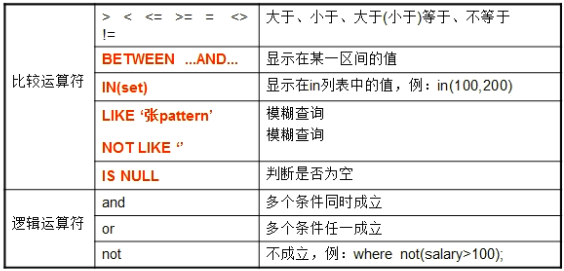 比较运算符
> < <= >= = <>
!=
大于、小于、大于(小于)等于、不等于
BETWEEN ...AND...
显示在某一区间的值
IN(set)
显示在in列表中的值，例：in(100,200)
LIKE ‘张pattern’
NOT LIKE ‘’
模糊查询
模糊查询
IS NULL
判断是否为空
逻辑运算符
and
多个条件同时成立
or
多个条件任一成立
not
不成立，例：where not(salary>100);